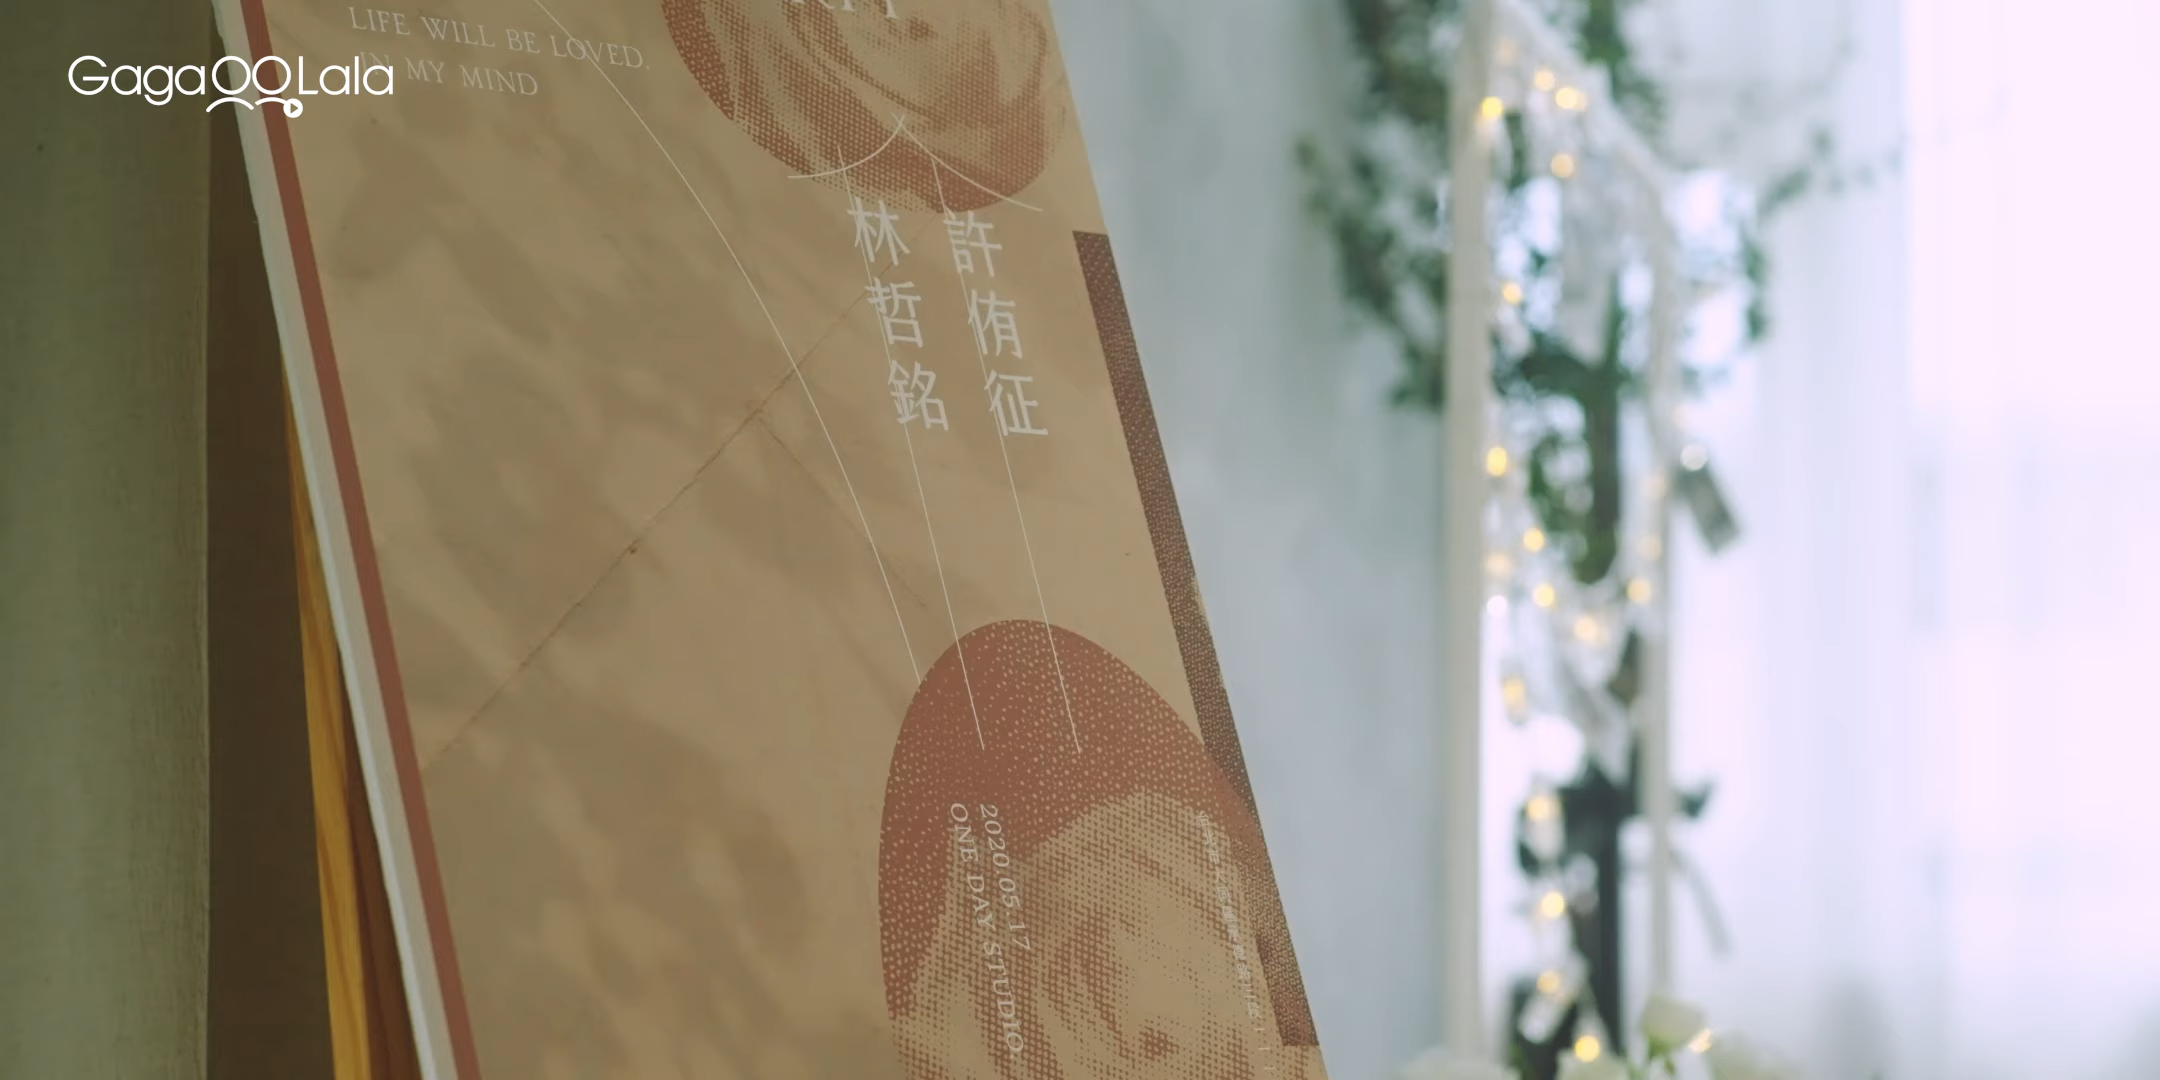 GagaOOLala
LIFE WILL BE LOVED.
IN MY MIND
許侑征
林哲銘
2020.05.17
ONE DAY STUDIO